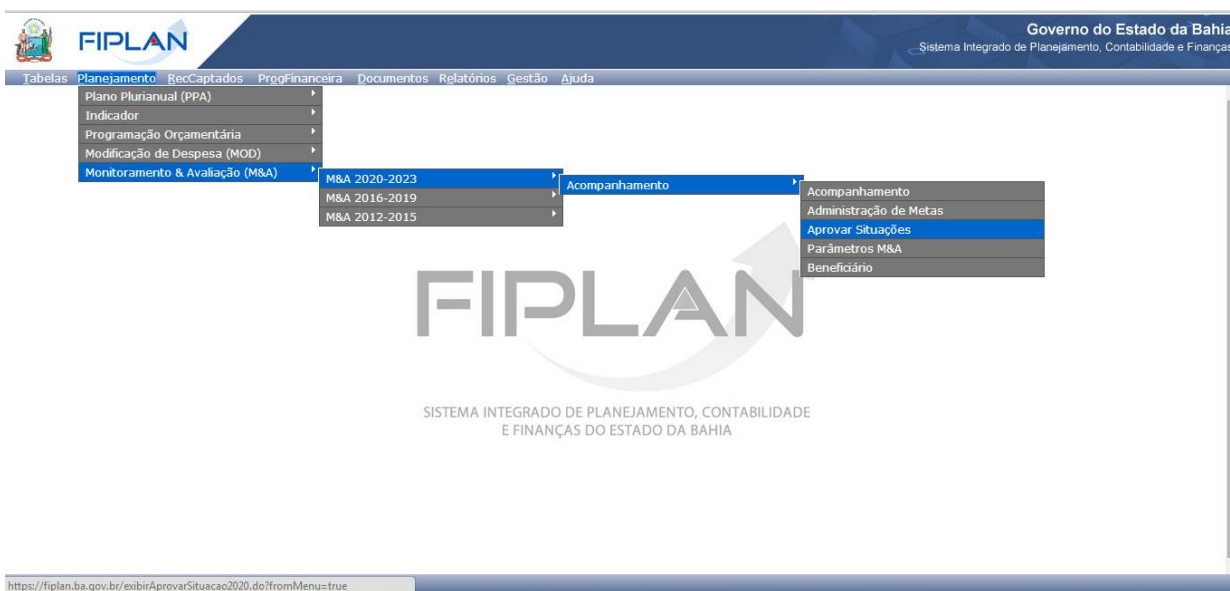 FIPLAN
Governo do Estado da Bahia
Sistema Integrado de Planejamento, Contabilidade e Finanças
Tabelas Planejamento RecCaptados ProgFinanceira Documentos Relatórios Gestão Ajuda
Plano Plurianual (PPA)
Indicador
Programação Orçamentária
Modificação de Despesa (MOD)
Monitoramento & Avaliação (M&A)
M&A 2020-2023
M&A 2016-2019
M&A 2012-2015
Acompanhamento
Acompanhamento
Administração de Metas
Aprovar Situações
Parâmetros M&A
Beneficiário
FIPLAN
SISTEMA INTEGRADO DE PLANEJAMENTO, CONTABILIDADE
E FINANÇAS DO ESTADO DA BAHIA
https://fiplan.ba.gov.br/exibirAprovarSituacao2020.do?fromMenu=true